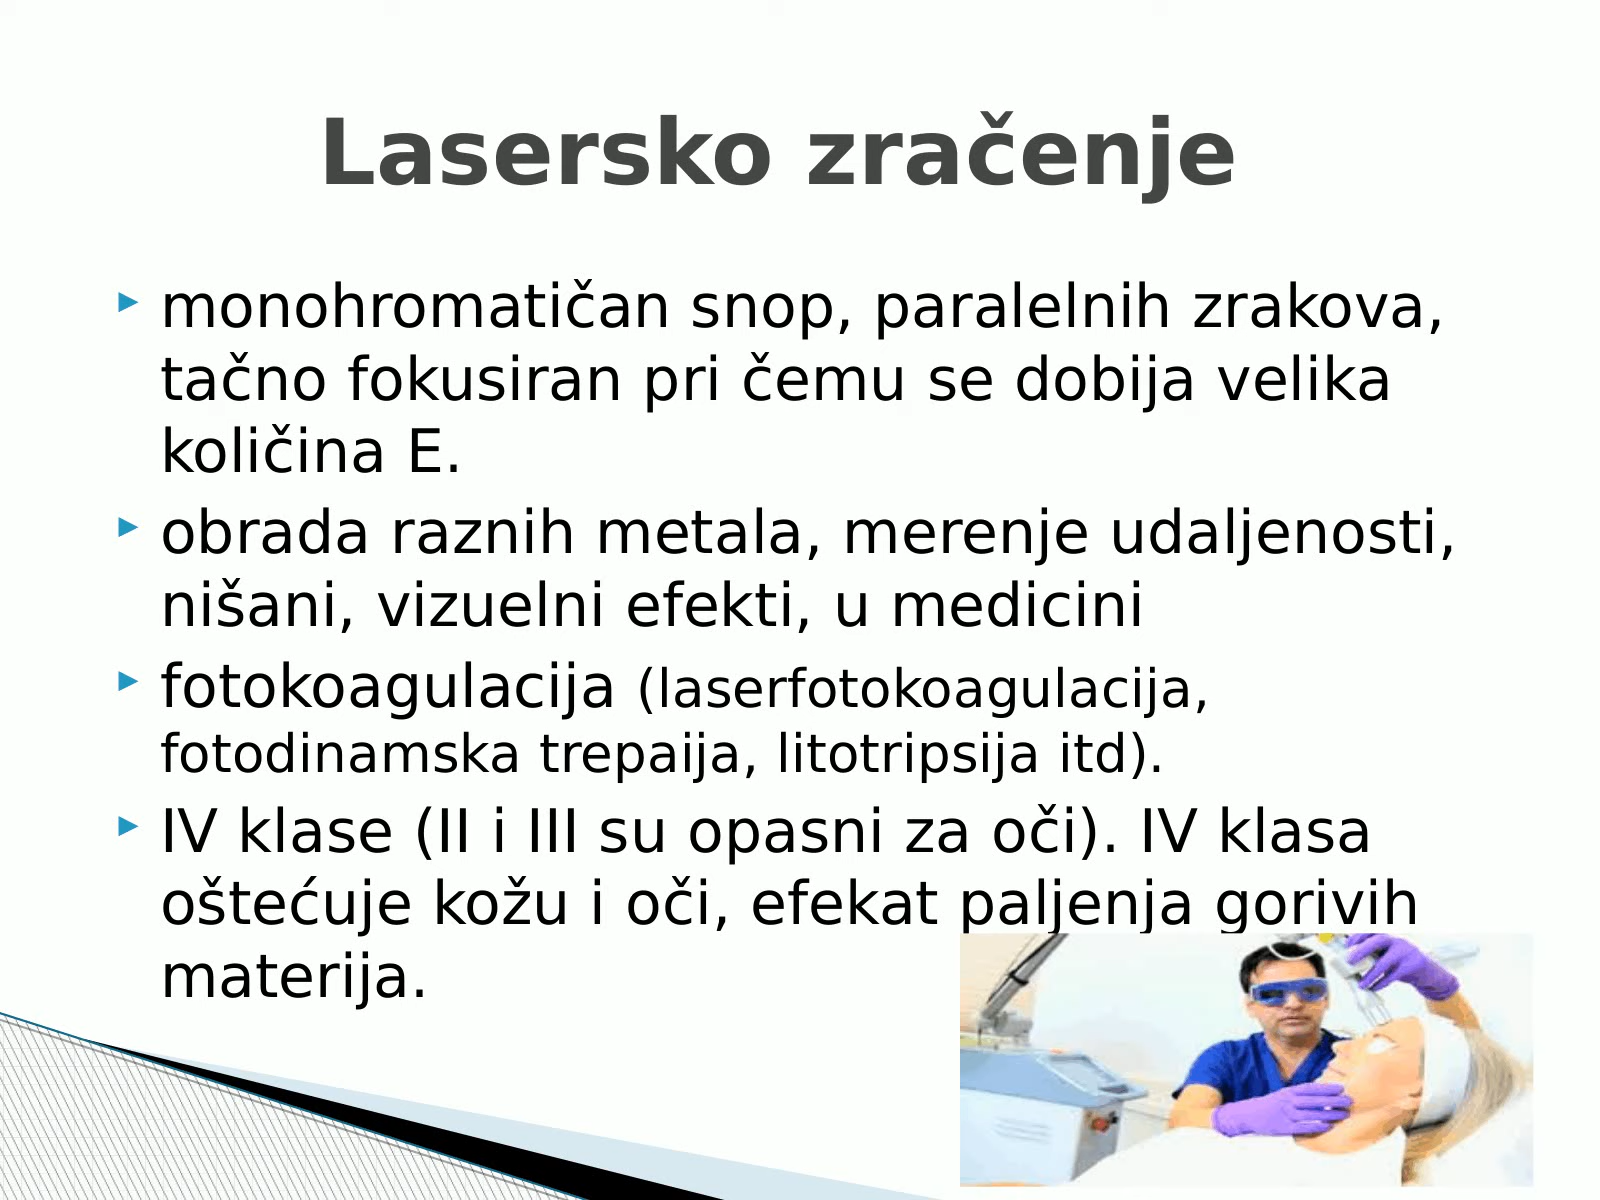 Lasersko zračenje
monohromatičan snop, paralelnih zrakova,
tačno fokusiran pri čemu se dobija velika
količina E.
obrada raznih metala, merenje udaljenosti,
nišani, vizuelni efekti, u medicini
fotokoagulacija (laserfotokoagulacija,
fotodinamska trepaija, litotripsija itd).
IV klase (II i III su opasni za oči). IV klasa
oštećuje kožu i oči, efekat paljenja gorivih
materija.